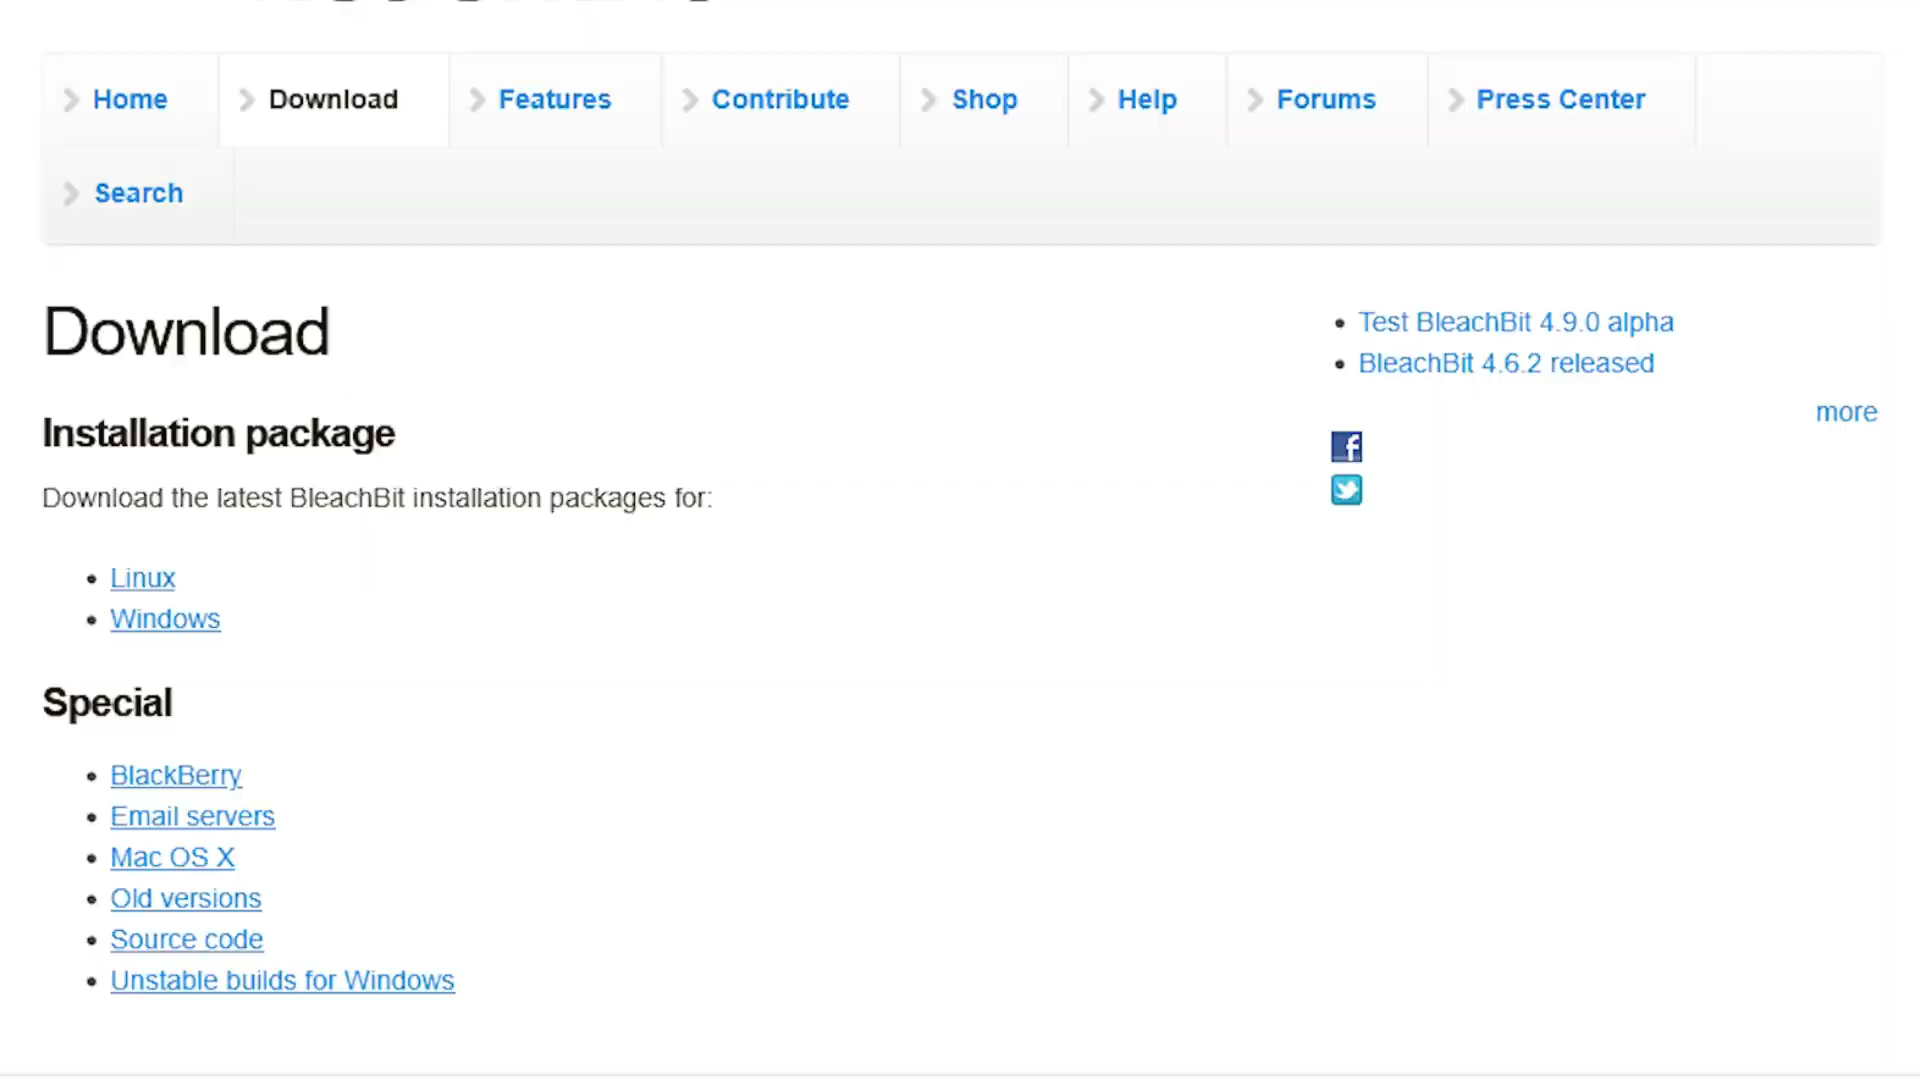 Home
Download
Features
Contribute
Shop
Help
Forums
Press Center
Search
Download
Installation package
Download the latest BleachBit installation packages for:
Linux
Windows
Special
BlackBerry
Email servers
Mac OS X
Old versions
Source code
Unstable builds for Windows
Test BleachBit 4.9.0 alpha
BleachBit 4.6.2 released
more